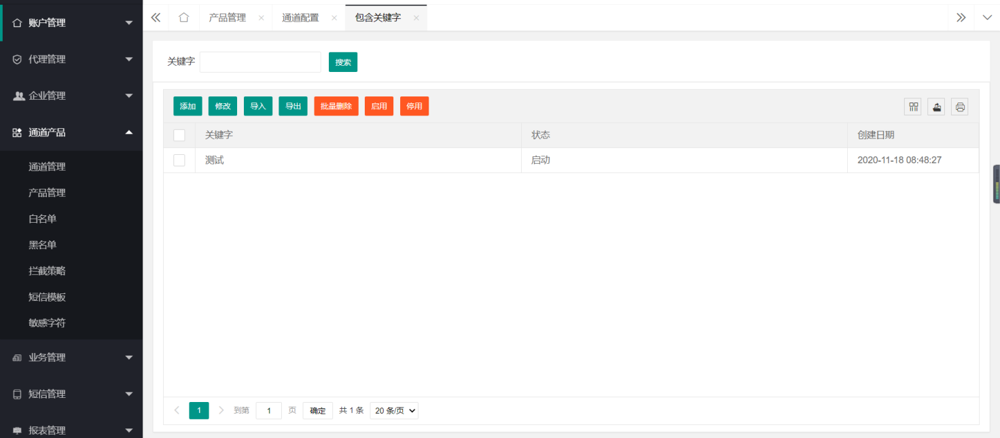 账户管理
代理管理
企业管理
通道产品
通道管理
产品管理
白名单
黑名单
拦截策略
短信模板
敏感字符
业务管理
短信管理
报表管理
产品管理 通道配置 包含关键字
关键字 搜索
添加 修改 导入 导出 批量删除 启用 停用
关键字 状态 创建日期
测试 启动 2020-11-18 08:48:27
1 到第 1 页 确定 共 1 条 20 条/页